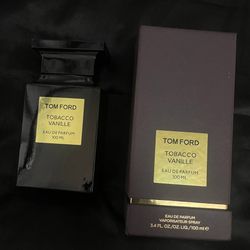 TOM FORD
TOBACCO
VANILLE
EAU DE PARFUM
100 ML
TOM FORD
TOBACCO
VANILLE
EAU DE PARFUM
100 ML
EAU DE PARFUM
VAPORISATEUR SPRAY
3.4 FL.OZ./OZ.LIQ./100 ml e